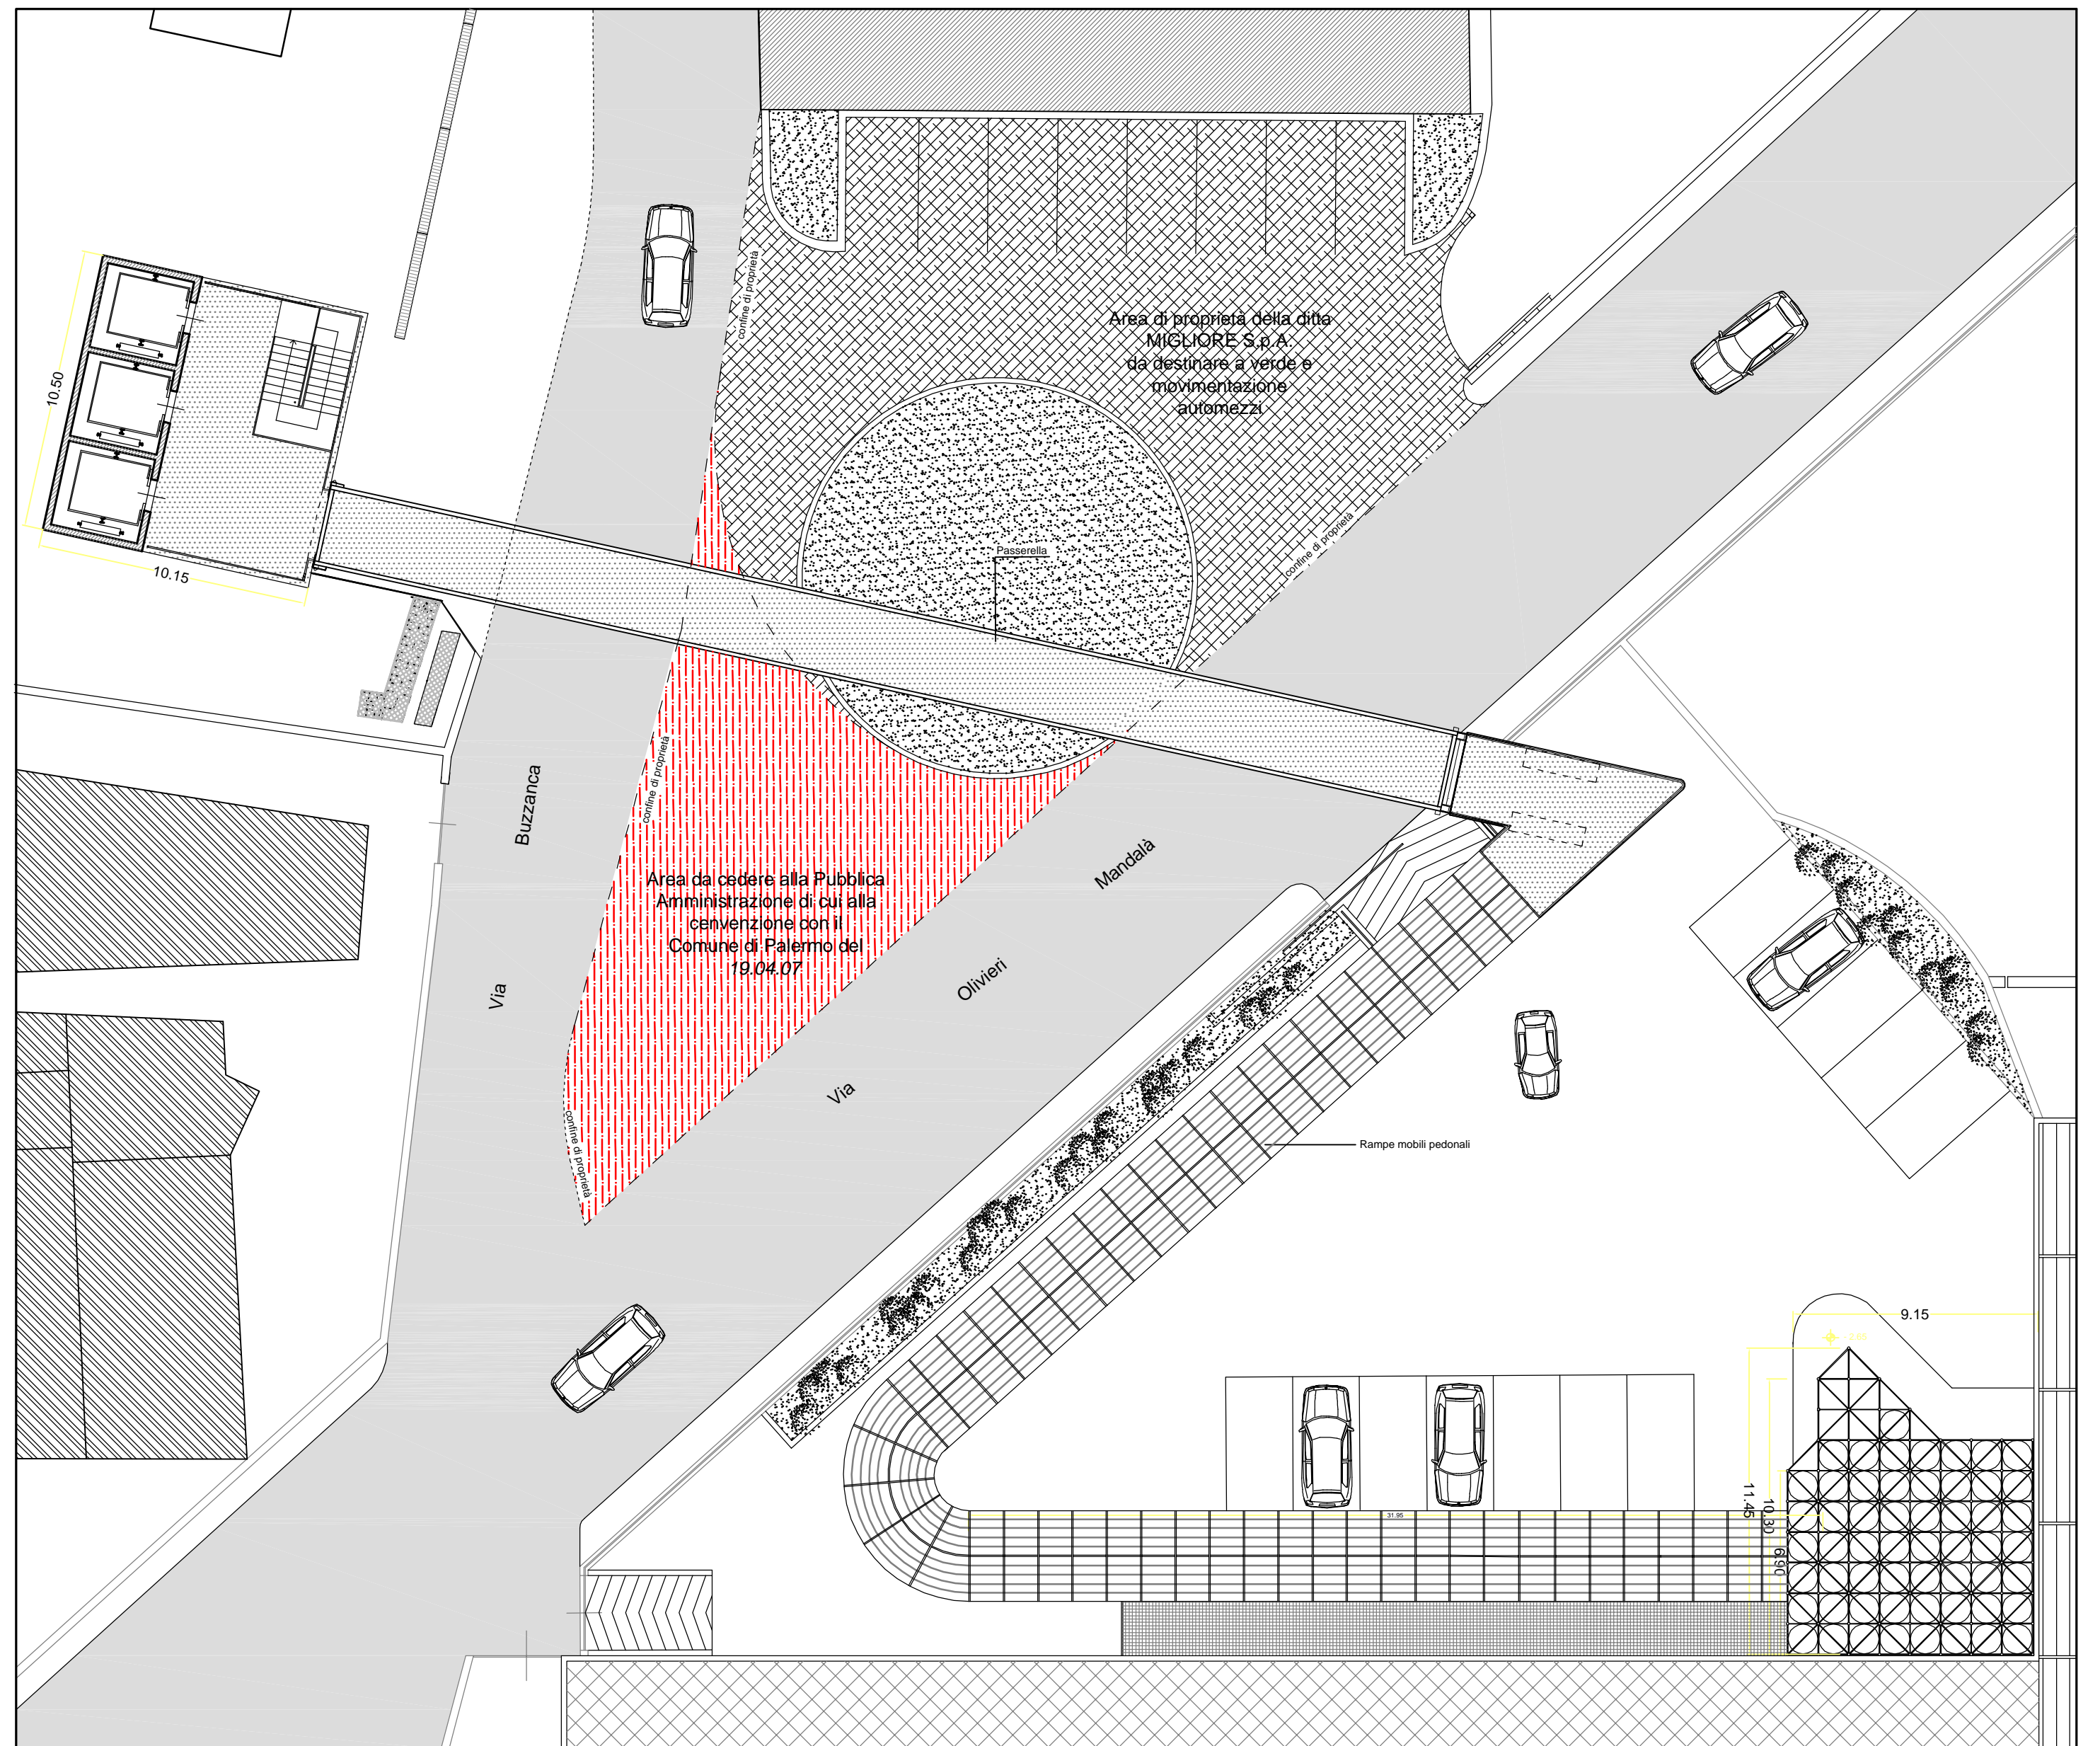 confine di proprietà
Area di proprietà della ditta
MIGLIORE S.p.A.
da destinare a verde e
movimentazione
automezzi
10.50
10.15
Passerella
confine di proprietà
confine di proprietà
Via Buzzanca
Area da cedere alla Pubblica
Amministrazione di cui alla
cenvenzione con il
Comune di Palermo del
19.04.07
Via Olivieri Mandalà
confine di proprietà
Rampe mobili pedonali
9.15
11.45
10.30
6.90
31.95